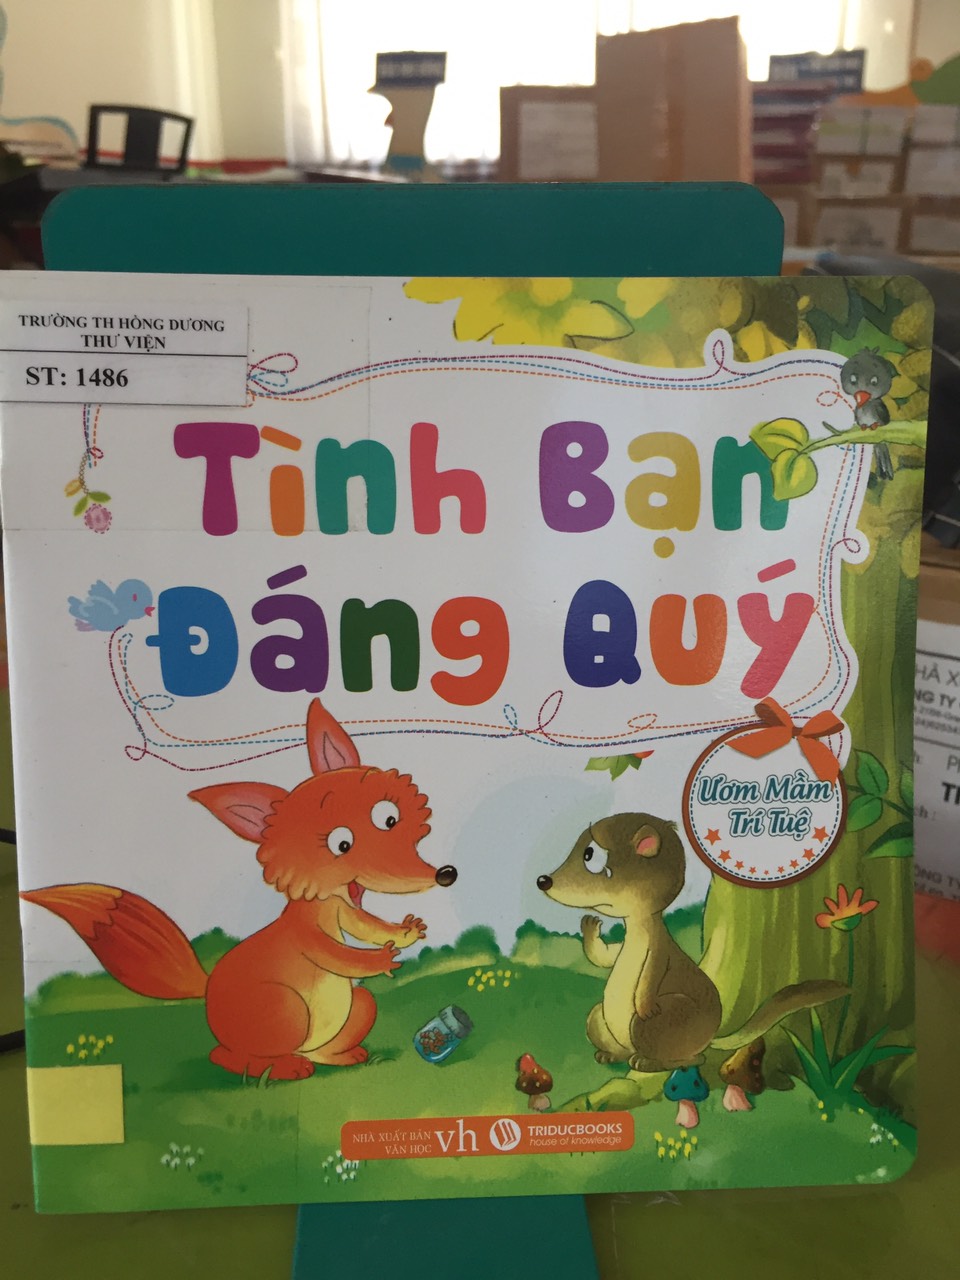 TRƯỜNG TH HỒNG DƯƠNG
THƯ VIỆN
ST: 1486
Tình Bạn
Đáng Quý
Ươm Mầm
Trí Tuệ
NHÀ XUẤT BẢN
VĂN HỌC
vh
TRIDUCBOOKS
house of knowledge